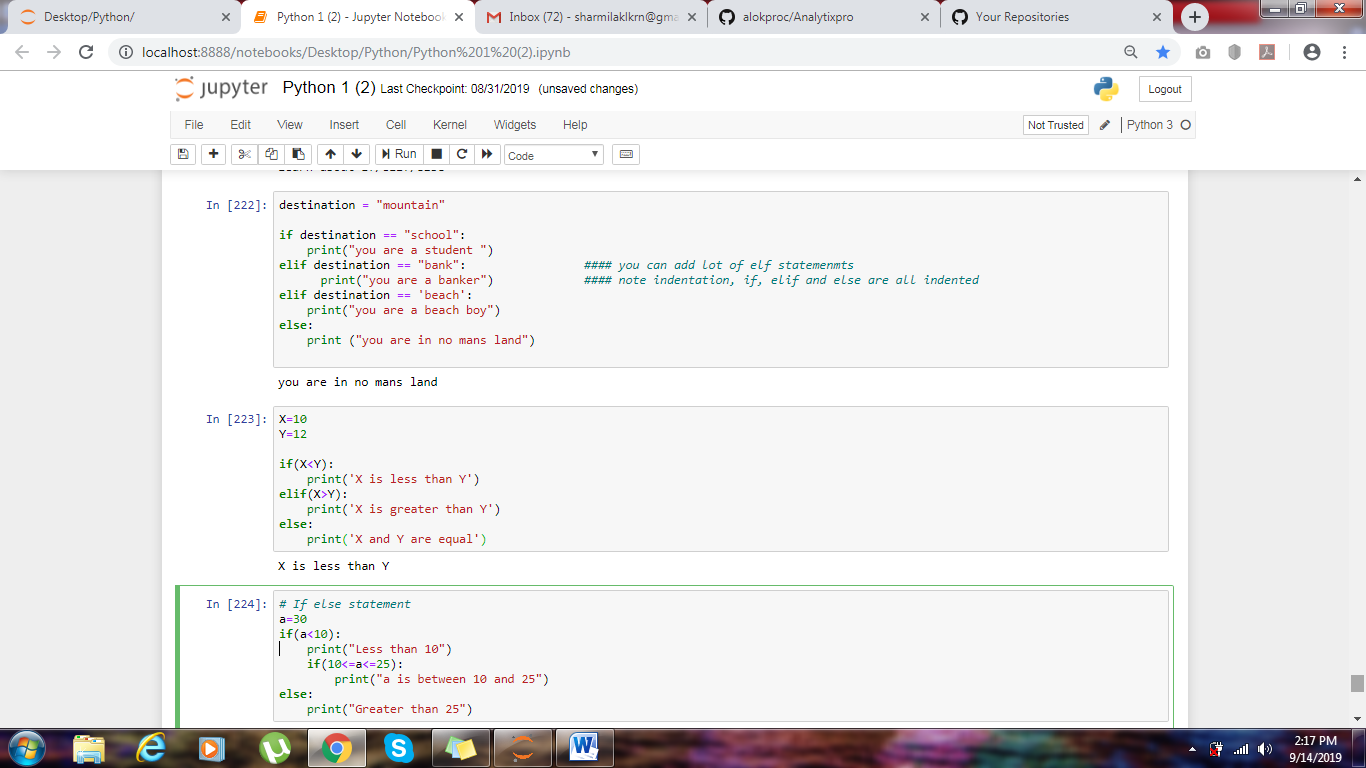 Desktop/Python/
Python 1 (2) - Jupyter Notebook
Inbox (72) - sharmilaklkrn@gma
alokproc/Analytixpro
Your Repositories
localhost:8888/notebooks/Desktop/Python/Python%201%20(2).ipynb
jupyter Python 1 (2) Last Checkpoint: 08/31/2019 (unsaved changes)
Logout
File Edit View Insert Cell Kernel Widgets Help
Not Trusted Python 3
Run Code
In [222]: destination = "mountain"
if destination == "school":
    print("you are a student ")
elif destination == "bank": #### you can add lot of elf statemenmts
      print("you are a banker") #### note indentation, if, elif and else are all indented
elif destination == 'beach':
    print("you are a beach boy")
else:
    print ("you are in no mans land")
you are in no mans land
In [223]: X=10
Y=12
if(X<Y):
    print('X is less than Y')
elif(X>Y):
    print('X is greater than Y')
else:
    print('X and Y are equal')
X is less than Y
In [224]: # If else statement
a=30
if(a<10):
    print("Less than 10")
    if(10<=a<=25):
        print("a is between 10 and 25")
else:
    print("Greater than 25")
2:17 PM
9/14/2019